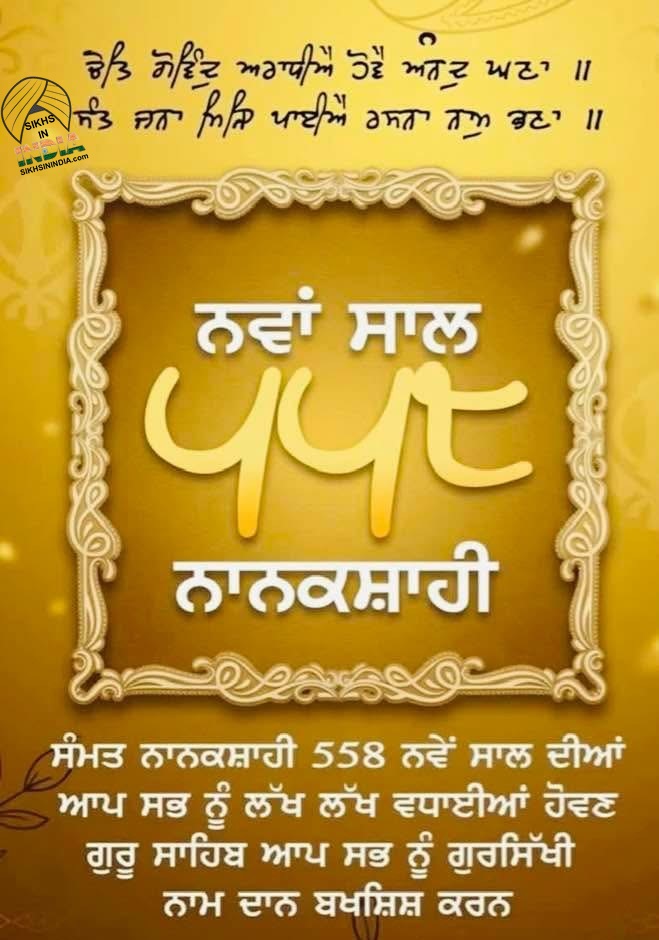 ਚੇਤਿ ਗੋਵਿੰਦੁ ਅਰਾਧੀਐ ਹੋਵੈ ਅਨੰਦੁ ਘਣਾ ॥
ਸੰਤ ਜਨਾ ਮਿਲਿ ਪਾਈਐ ਰਸਨਾ ਨਾਮੁ ਭਣਾ ॥
SIKHS
IN
INDIA
SIKHSININDIA.com
ਨਵਾਂ ਸਾਲ
੫੫੮
ਨਾਨਕਸ਼ਾਹੀ
ਸੰਮਤ ਨਾਨਕਸ਼ਾਹੀ 558 ਨਵੇਂ ਸਾਲ ਦੀਆਂ
ਆਪ ਸਭ ਨੂੰ ਲੱਖ ਲੱਖ ਵਧਾਈਆਂ ਹੋਵਣ
ਗੁਰੂ ਸਾਹਿਬ ਆਪ ਸਭ ਨੂੰ ਗੁਰਸਿੱਖੀ
ਨਾਮ ਦਾਨ ਬਖਸ਼ਿਸ਼ ਕਰਨ